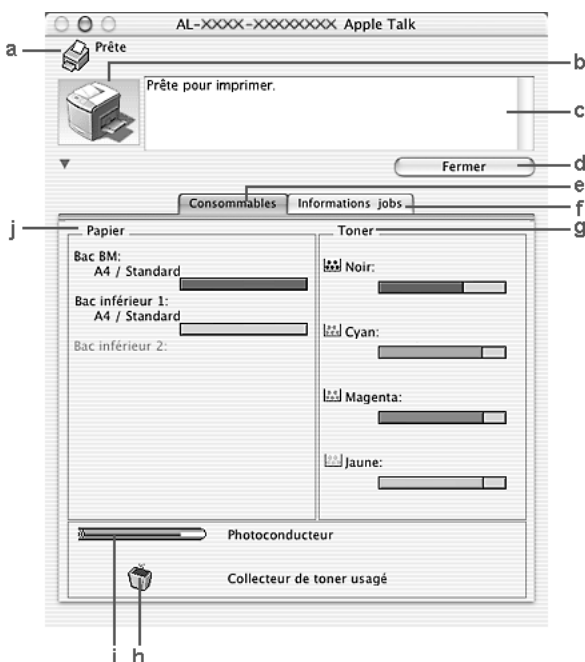 AL-XXXX-XXXXXXXX Apple Talk
a
Prête
b
Prête pour imprimer.
c
Fermer
d
Consommables
e
Informations jobs
f
j
Papier
Toner
g
Bac BM:
A4 / Standard
Bac inférieur 1:
A4 / Standard
Bac inférieur 2:
Noir:
Cyan:
Magenta:
Jaune:
Photoconducteur
Collecteur de toner usagé
i
h